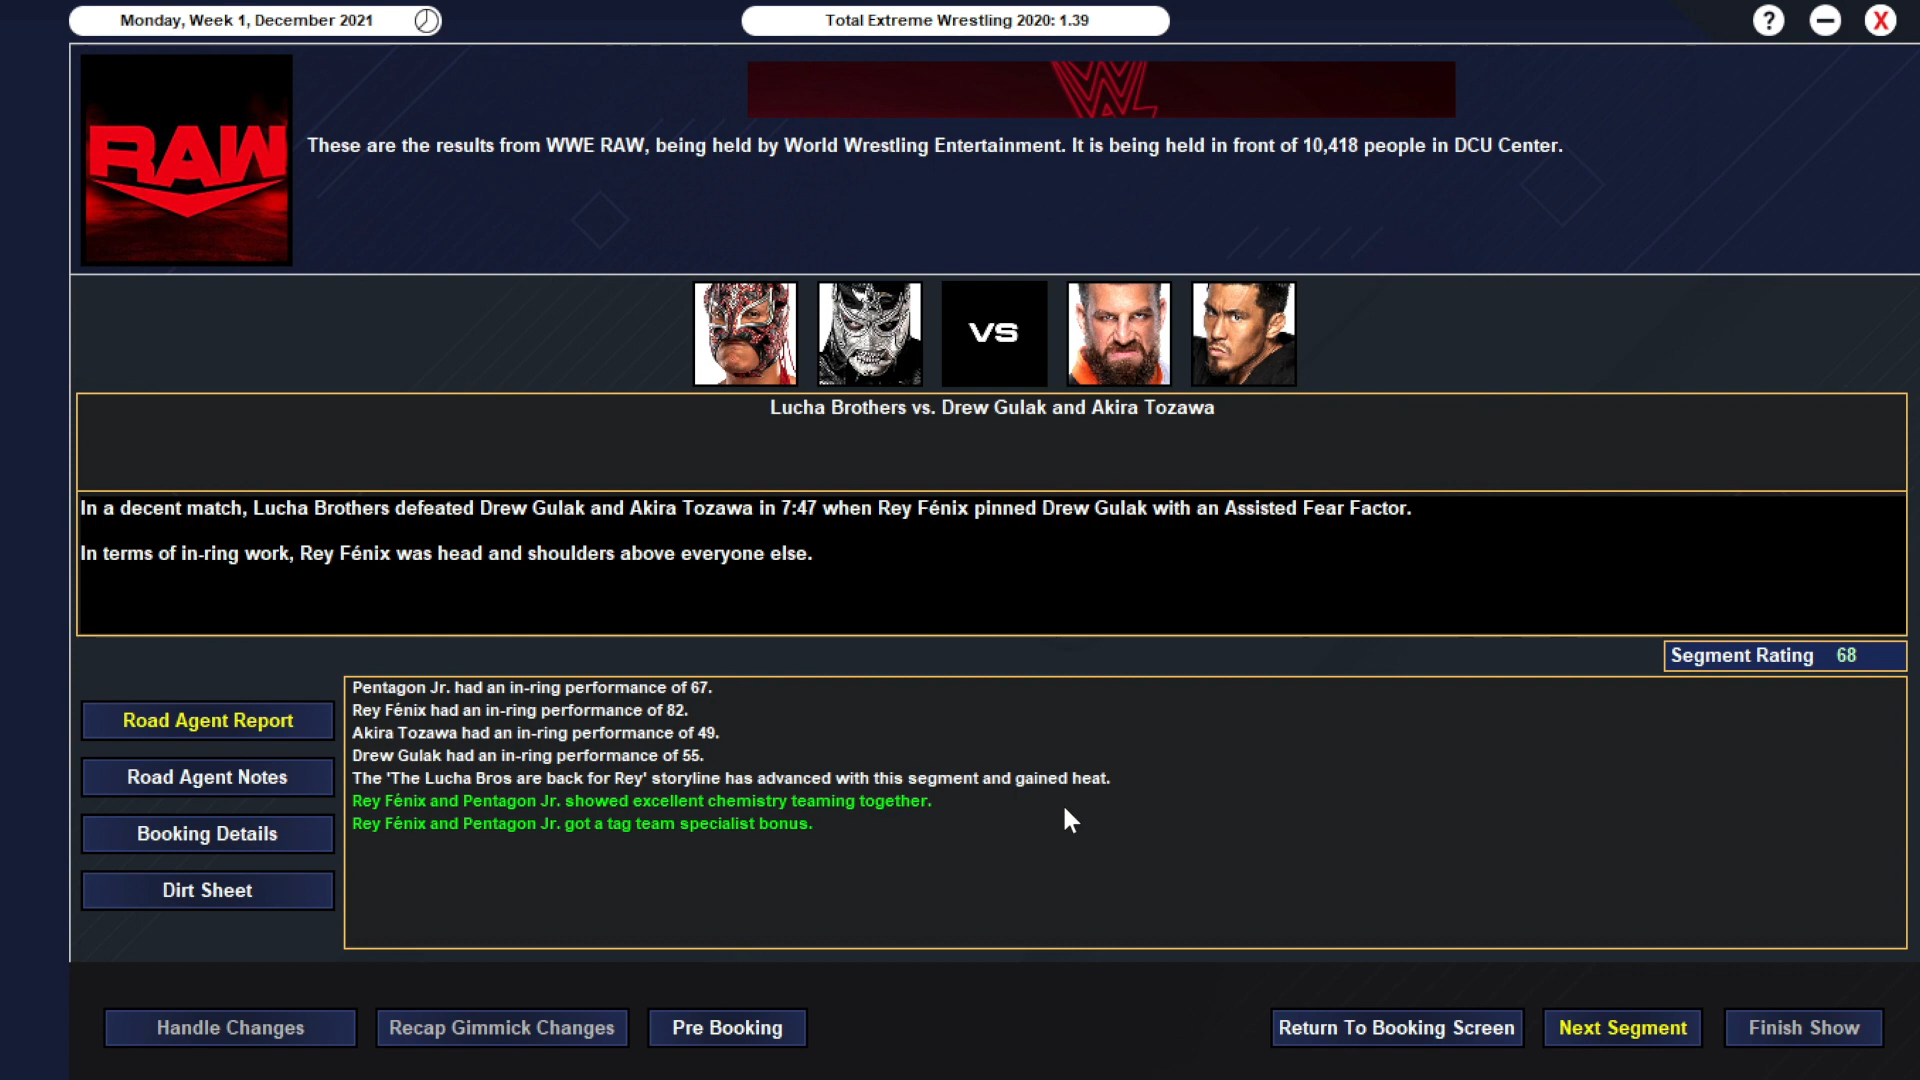 Monday, Week 1, December 2021
Total Extreme Wrestling 2020: 1.39
?
X
RAW
These are the results from WWE RAW, being held by World Wrestling Entertainment. It is being held in front of 10,418 people in DCU Center.
VS
Lucha Brothers vs. Drew Gulak and Akira Tozawa
In a decent match, Lucha Brothers defeated Drew Gulak and Akira Tozawa in 7:47 when Rey Fénix pinned Drew Gulak with an Assisted Fear Factor.
In terms of in-ring work, Rey Fénix was head and shoulders above everyone else.
Segment Rating 68
Road Agent Report
Road Agent Notes
Booking Details
Dirt Sheet
Pentagon Jr. had an in-ring performance of 67.
Rey Fénix had an in-ring performance of 82.
Akira Tozawa had an in-ring performance of 49.
Drew Gulak had an in-ring performance of 55.
The 'The Lucha Bros are back for Rey' storyline has advanced with this segment and gained heat.
Rey Fénix and Pentagon Jr. showed excellent chemistry teaming together.
Rey Fénix and Pentagon Jr. got a tag team specialist bonus.
Handle Changes
Recap Gimmick Changes
Pre Booking
Return To Booking Screen
Next Segment
Finish Show